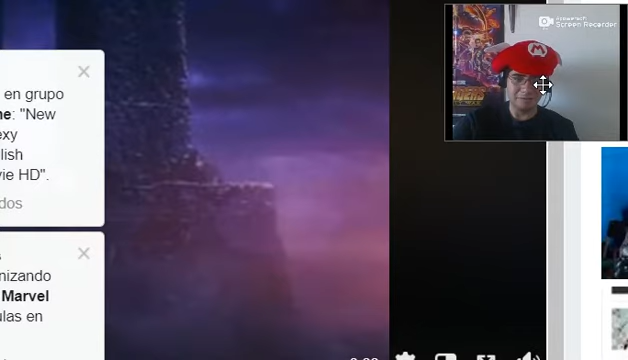 en grupo
ne: "New
exy
lish
vie HD".
dos
nizando
Marvel
ulas en
Apowersoft
Screen Recorder
M